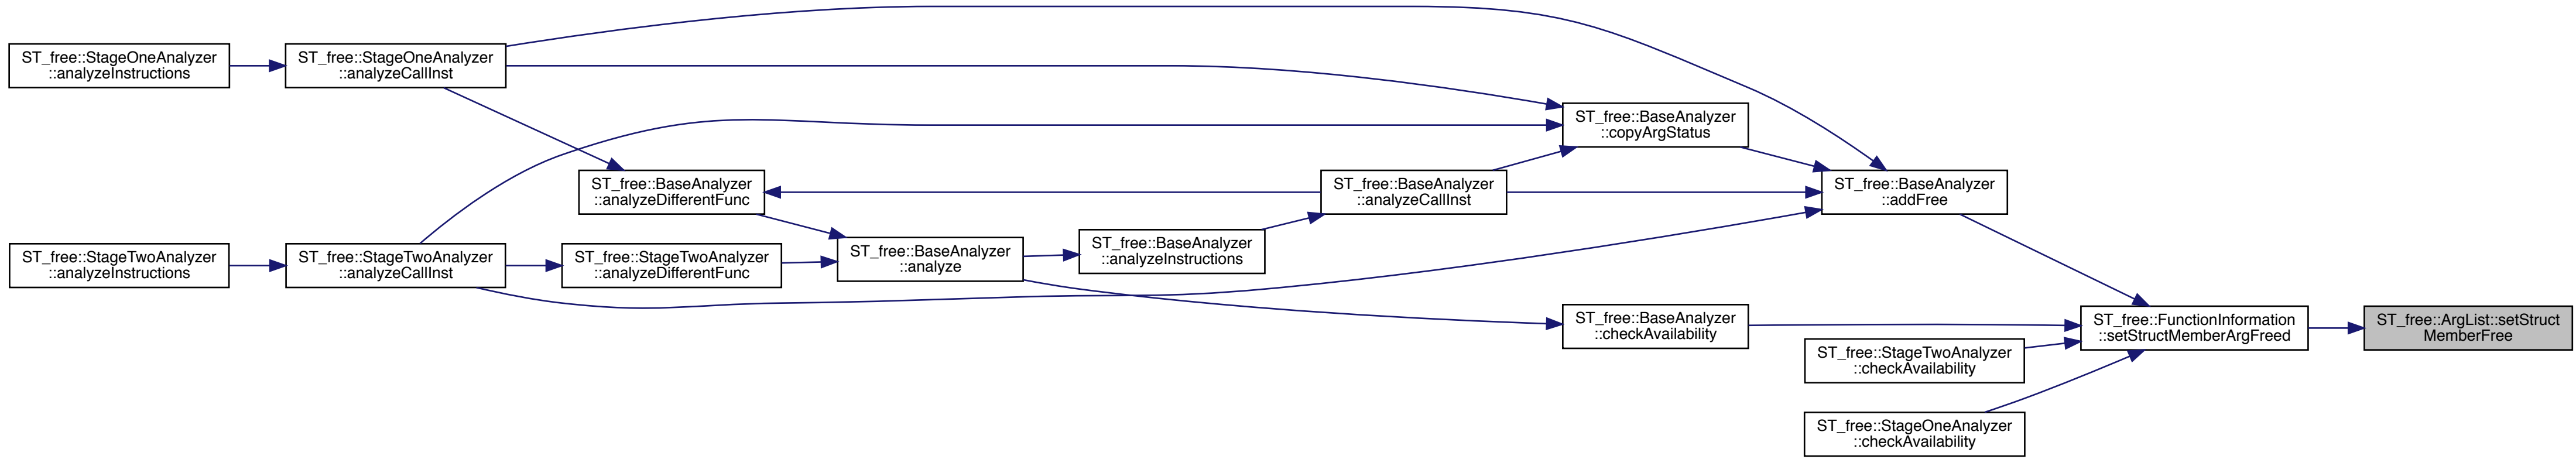 ST_free::StageOneAnalyzer
::analyzeInstructions
ST_free::StageOneAnalyzer
::analyzeCallInst
ST_free::BaseAnalyzer
::copyArgStatus
ST_free::BaseAnalyzer
::analyzeDifferentFunc
ST_free::BaseAnalyzer
::analyzeCallInst
ST_free::BaseAnalyzer
::addFree
ST_free::StageTwoAnalyzer
::analyzeInstructions
ST_free::StageTwoAnalyzer
::analyzeCallInst
ST_free::StageTwoAnalyzer
::analyzeDifferentFunc
ST_free::BaseAnalyzer
::analyze
ST_free::BaseAnalyzer
::analyzeInstructions
ST_free::BaseAnalyzer
::checkAvailability
ST_free::FunctionInformation
::setStructMemberArgFreed
ST_free::ArgList::setStruct
MemberFree
ST_free::StageTwoAnalyzer
::checkAvailability
ST_free::StageOneAnalyzer
::checkAvailability